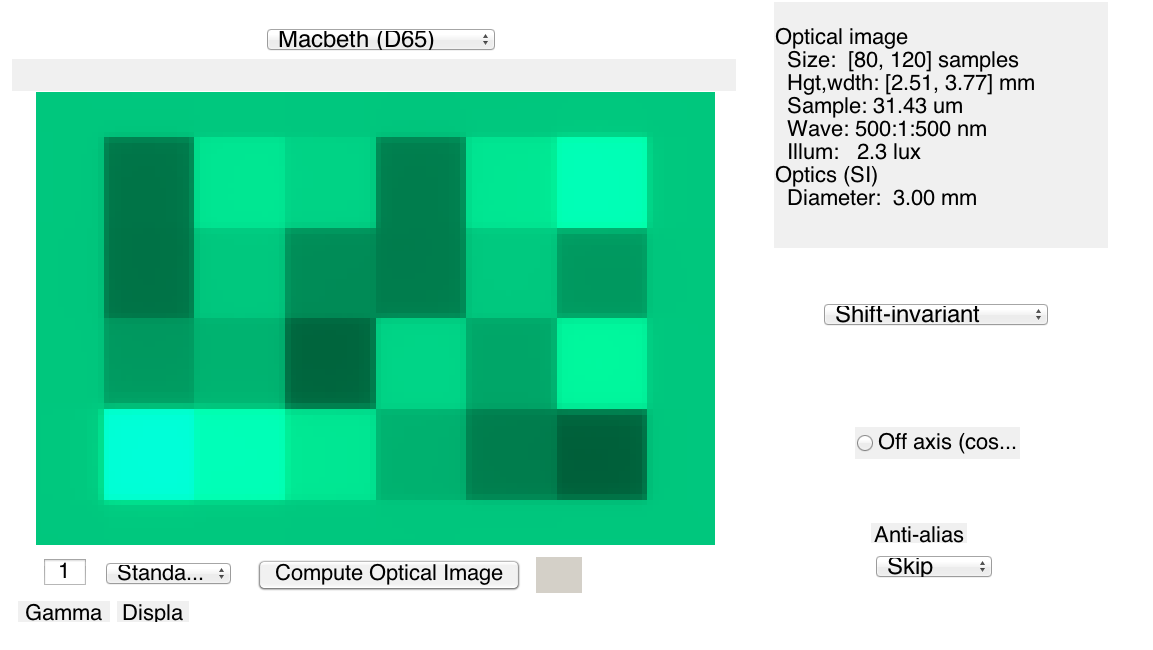 Macbeth (D65)
Optical image
Size:  [80, 120] samples
Hgt,wdth: [2.51, 3.77] mm
Sample: 31.43 um
Wave: 500:1:500 nm
Illum:   2.3 lux
Optics (SI)
Diameter:  3.00 mm
Shift-invariant
Off axis (cos...
Anti-alias
Skip
1
Standa...
Compute Optical Image
Gamma
Displa